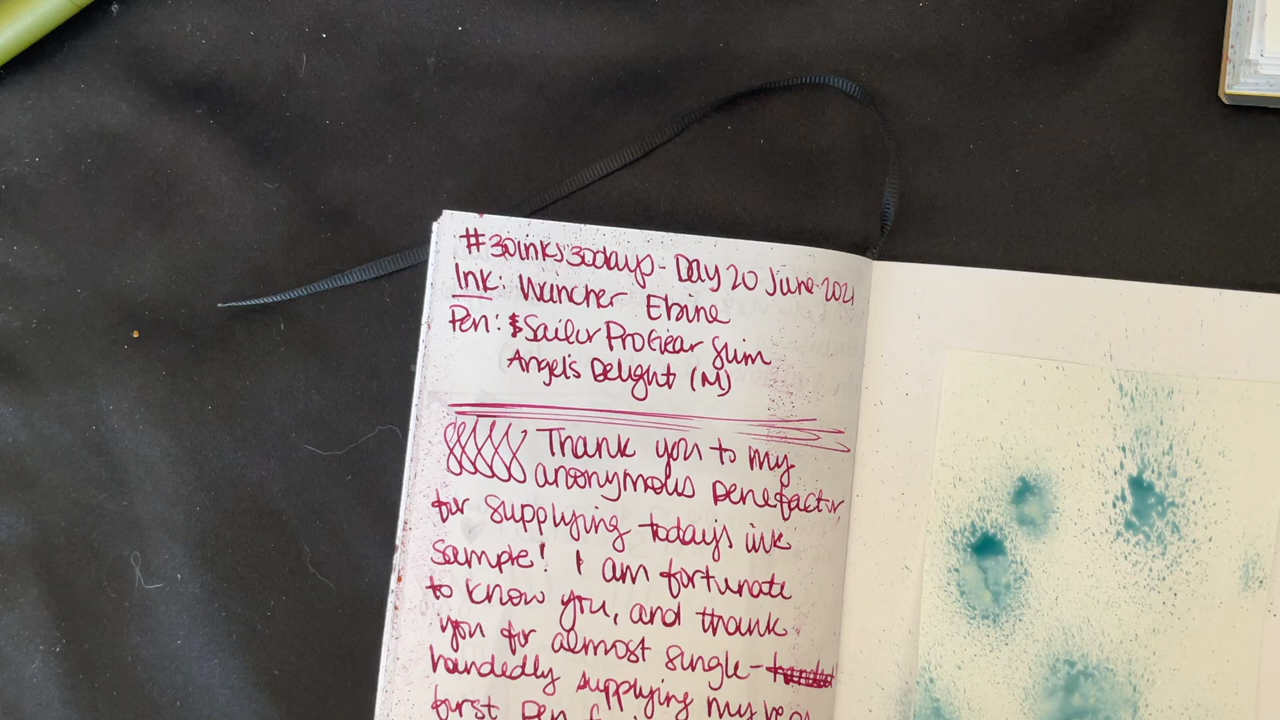 #30inks30days - Day 20 June 2021
Ink: Wancher Ebine
Pen: Sailor ProGear Slim
Angel's Delight (M)
Thank you to my
anonymous benefactor
for supplying today's ink
sample! I am fortunate
to know you, and thank
you for almost single-
handedly supplying my
first pen